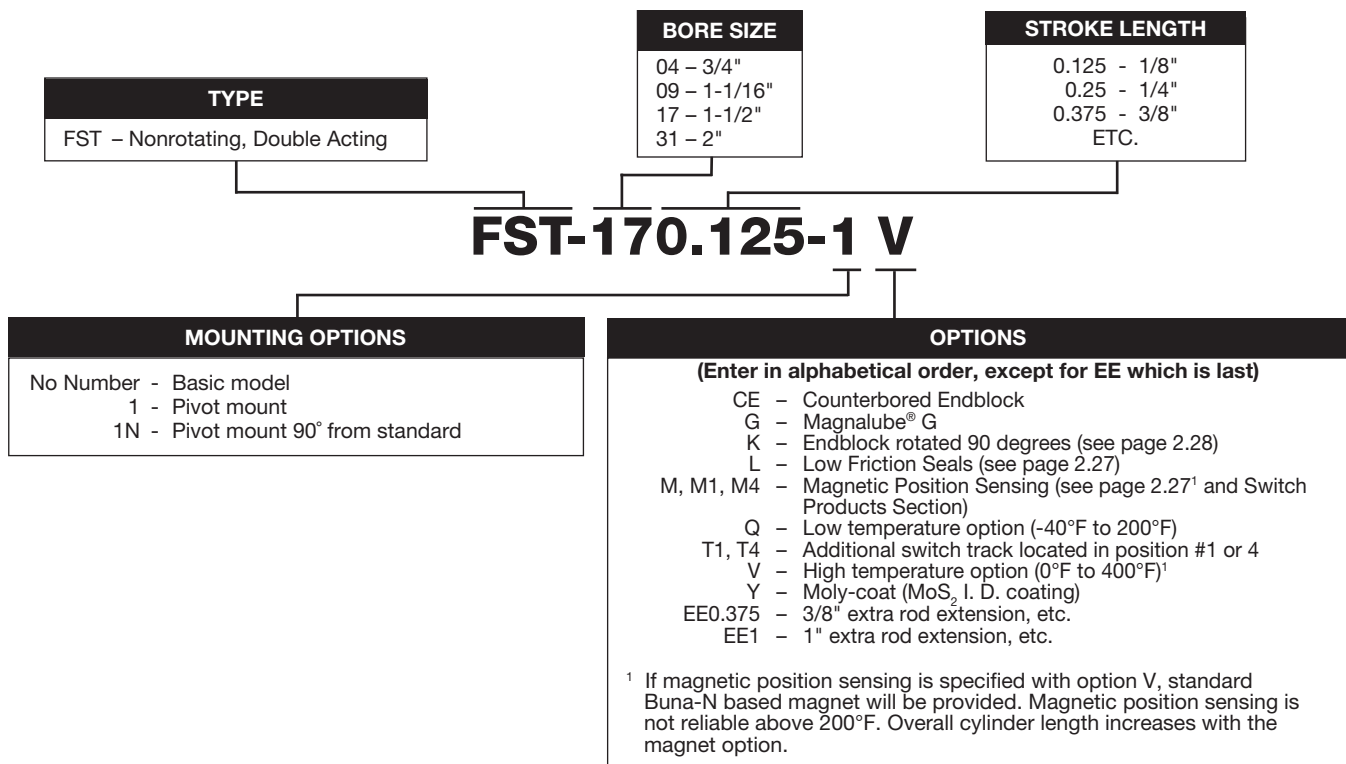 TYPE
FST – Nonrotating, Double Acting
BORE SIZE
04 – 3/4"
09 – 1-1/16"
17 – 1-1/2"
31 – 2"
STROKE LENGTH
0.125 - 1/8"
0.25 - 1/4"
0.375 - 3/8"
ETC.
FST-170.125-1 V
MOUNTING OPTIONS
No Number - Basic model
1 - Pivot mount
1N - Pivot mount 90° from standard
OPTIONS
(Enter in alphabetical order, except for EE which is last)
CE – Counterbored Endblock
G – Magnalube® G
K – Endblock rotated 90 degrees (see page 2.28)
L – Low Friction Seals (see page 2.27)
M, M1, M4 – Magnetic Position Sensing (see page 2.27¹ and Switch
Products Section)
Q – Low temperature option (-40°F to 200°F)
T1, T4 – Additional switch track located in position #1 or 4
V – High temperature option (0°F to 400°F)¹
Y – Moly-coat (MoS₂ I. D. coating)
EE0.375 – 3/8" extra rod extension, etc.
EE1 – 1" extra rod extension, etc.
¹ If magnetic position sensing is specified with option V, standard
Buna-N based magnet will be provided. Magnetic position sensing is
not reliable above 200°F. Overall cylinder length increases with the
magnet option.